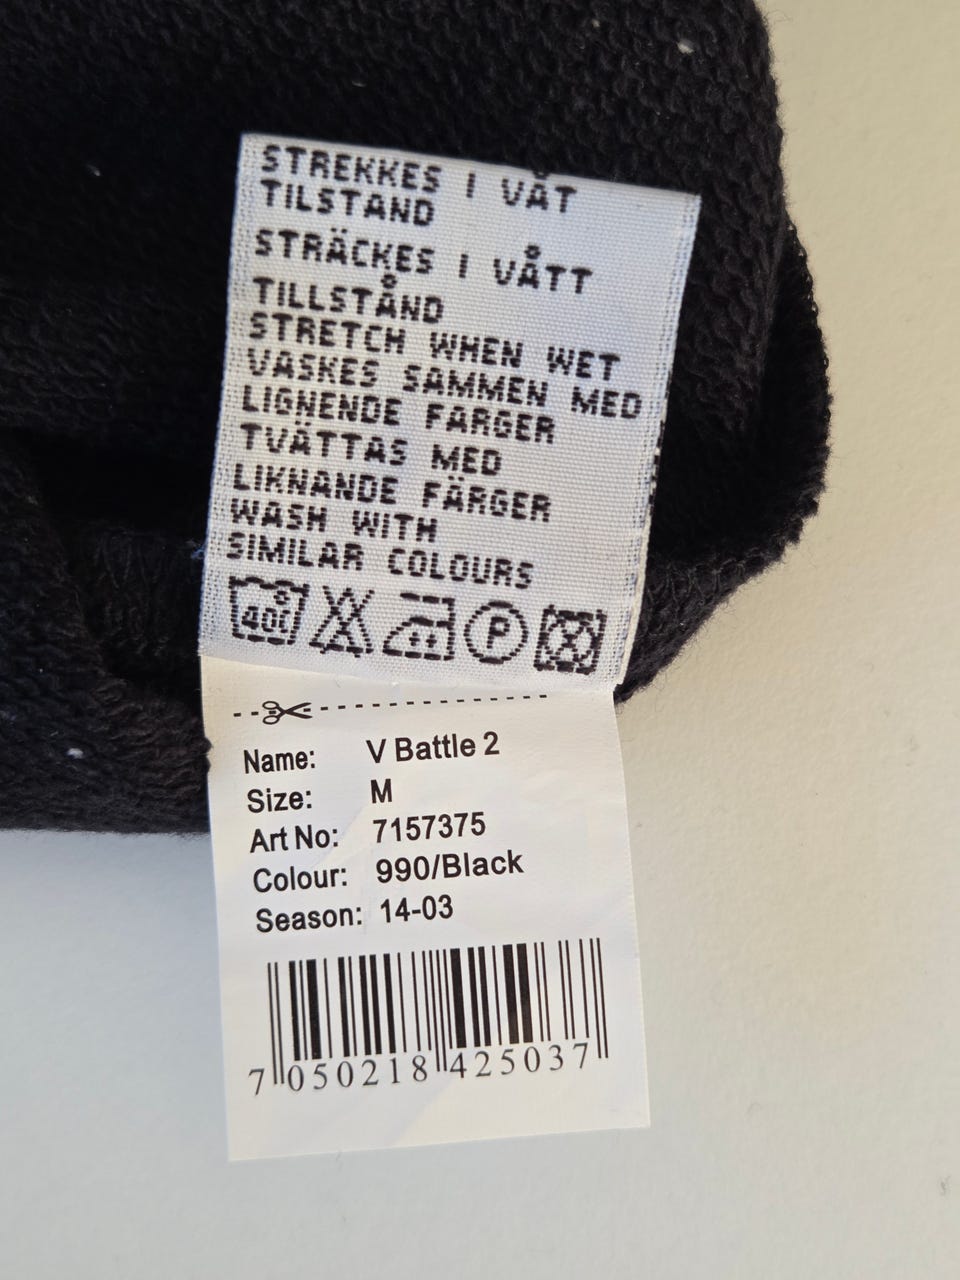 STREKKES I VÅT
TILSTAND
STRÄCKES I VÅTT
TILLSTÅND
STRETCH WHEN WET
VASKES SAMMEN MED
LIGNENDE FARGER
TVÄTTAS MED
LIKNANDE FÄRGER
WASH WITH
SIMILAR COLOURS
40° P
Name: V Battle 2
Size: M
Art No: 7157375
Colour: 990/Black
Season: 14-03
7 050218 425037